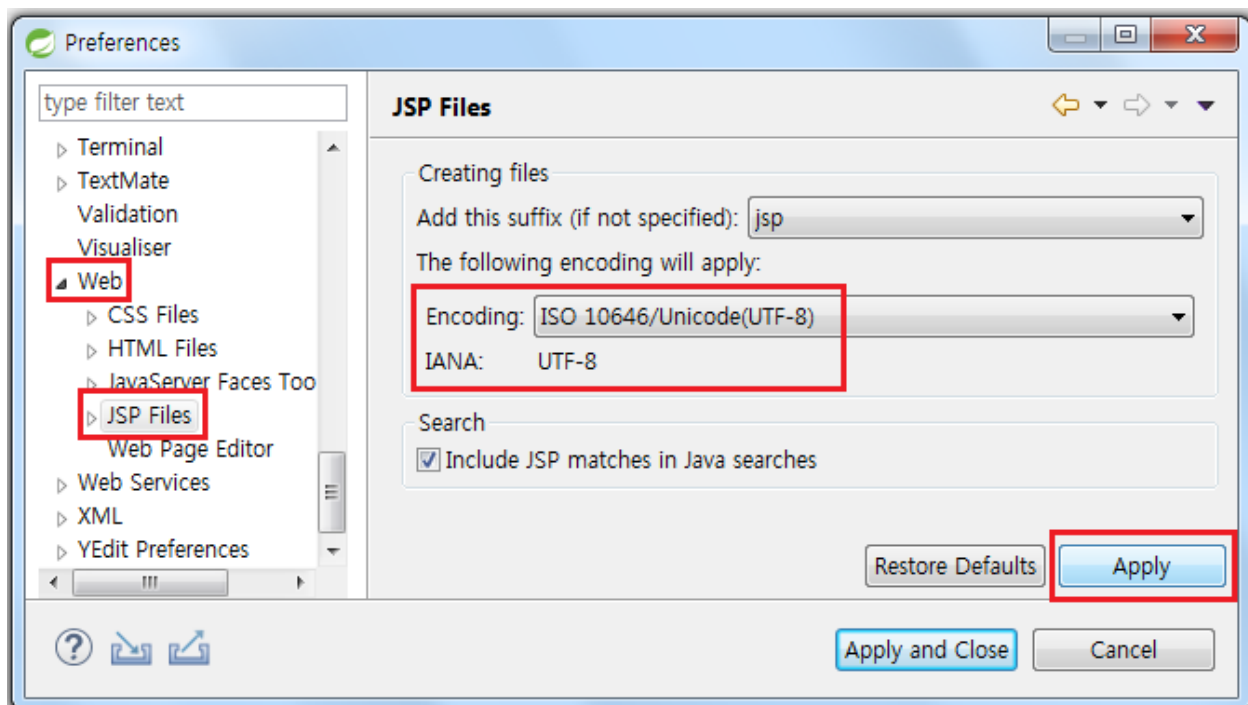 Preferences
type filter text
Terminal
TextMate
Validation
Visualiser
Web
CSS Files
HTML Files
JavaServer Faces Too
JSP Files
Web Page Editor
Web Services
XML
YEdit Preferences
JSP Files
Creating files
Add this suffix (if not specified): jsp
The following encoding will apply:
Encoding: ISO 10646/Unicode(UTF-8)
IANA: UTF-8
Search
Include JSP matches in Java searches
Restore Defaults Apply
? Apply and Close Cancel